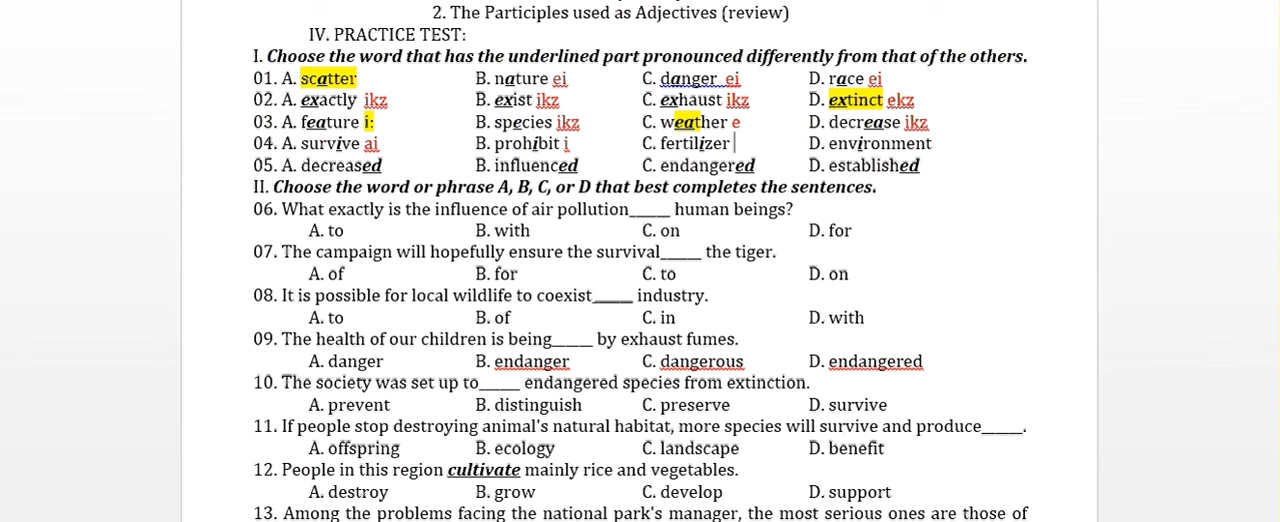 2. The Participles used as Adjectives (review)
IV. PRACTICE TEST:
I. Choose the word that has the underlined part pronounced differently from that of the others.
01. A. scatter B. nature ei C. danger ei D. race ei
02. A. exactly ikz B. exist ikz C. exhaust ikz D. extinct ekz
03. A. feature i: B. species ikz C. weather e D. decrease ikz
04. A. survive ai B. prohibit i C. fertilizer D. environment
05. A. decreased B. influenced C. endangered D. established
II. Choose the word or phrase A, B, C, or D that best completes the sentences.
06. What exactly is the influence of air pollution_____ human beings?
A. to B. with C. on D. for
07. The campaign will hopefully ensure the survival_____ the tiger.
A. of B. for C. to D. on
08. It is possible for local wildlife to coexist_____ industry.
A. to B. of C. in D. with
09. The health of our children is being_____ by exhaust fumes.
A. danger B. endanger C. dangerous D. endangered
10. The society was set up to_____ endangered species from extinction.
A. prevent B. distinguish C. preserve D. survive
11. If people stop destroying animal's natural habitat, more species will survive and produce_____.
A. offspring B. ecology C. landscape D. benefit
12. People in this region cultivate mainly rice and vegetables.
A. destroy B. grow C. develop D. support
13. Among the problems facing the national park's manager, the most serious ones are those of